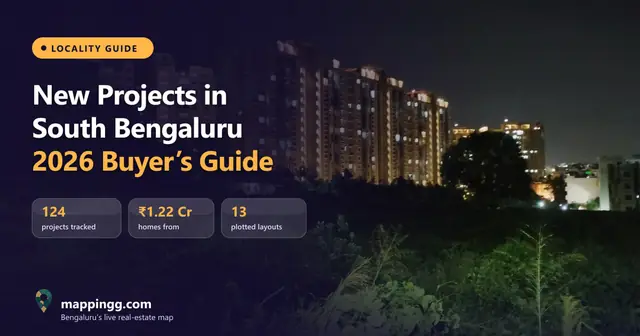 LOCALITY GUIDE
New Projects in
South Bengaluru
2026 Buyer’s Guide
124
projects tracked
₹1.22 Cr
homes from
13
plotted layouts
mappingg.com
Bengaluru's live real-estate map